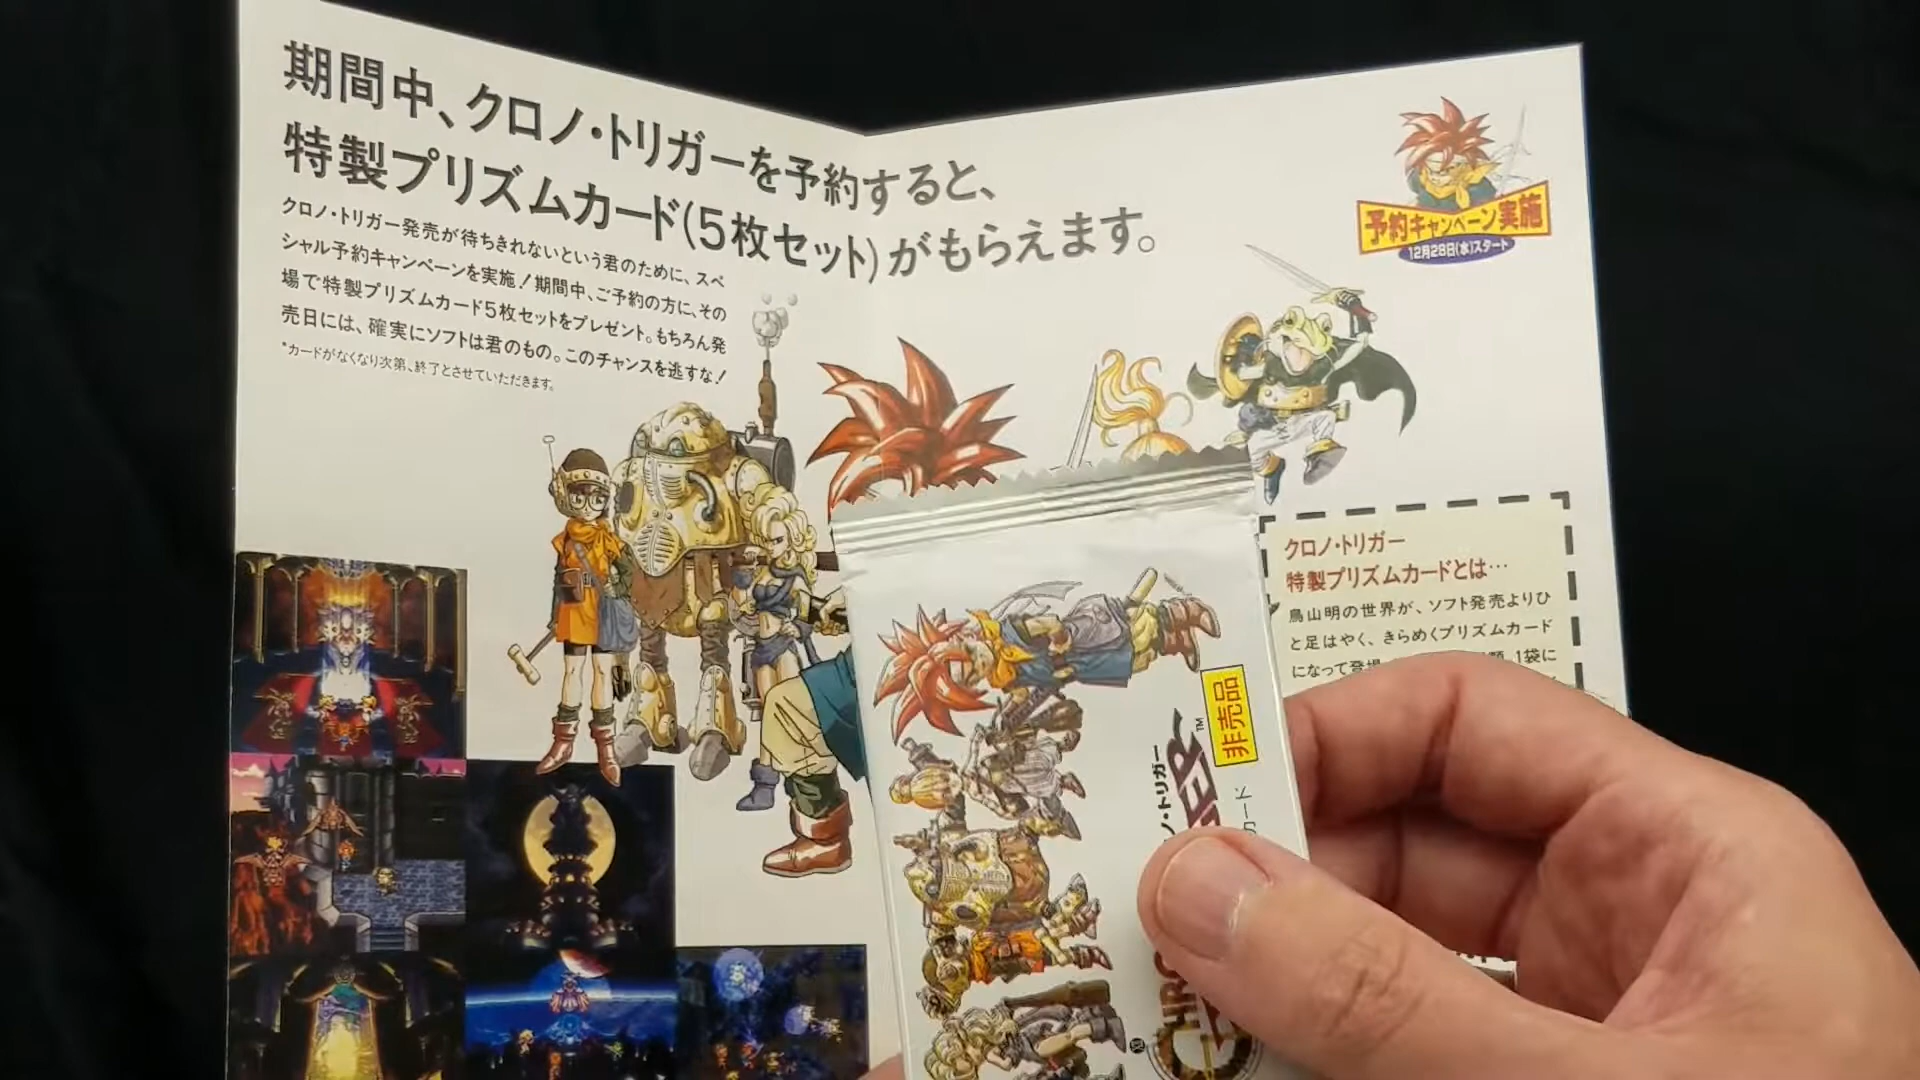 期間中、クロノ・トリガーを予約すると、
特製プリズムカード(5枚セット)がもらえます。
クロノ・トリガー発売が待ちきれないという君のために、スペ
シャル予約キャンペーンを実施!期間中、ご予約の方に、その
場で特製プリズムカード5枚セットをプレゼント。もちろん発
売日には、確実にソフトは君のもの。このチャンスを逃すな!
*カードがなくなり次第、終了とさせていただきます。
予約キャンペーン実施
12月28日(水)スタート
クロノ・トリガー
特製プリズムカードとは…
鳥山明の世界が、ソフト発売よりひ
と足はやく、きらめくプリズムカード
になって登場
1袋に
非売品
ノ・トリガー
カード